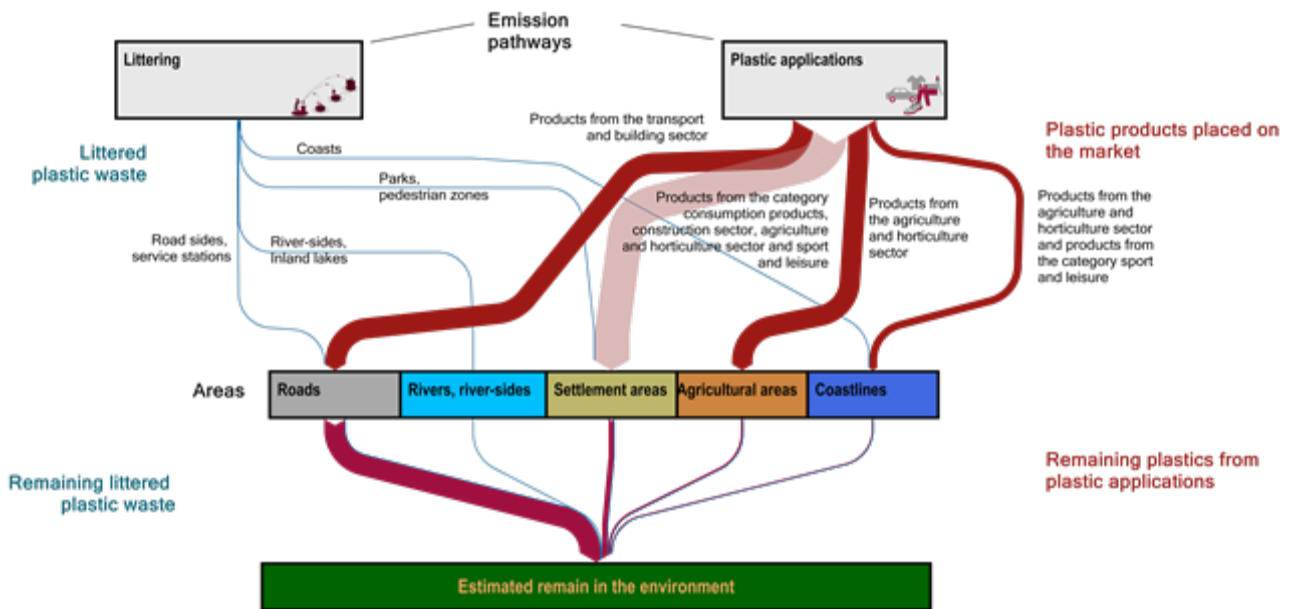 Emission
pathways
Littering
Plastic applications
Products from the transport
and building sector
Plastic products placed on
the market
Littered
plastic waste
Coasts
Parks,
pedestrian zones
Products from the category
consumption products,
construction sector, agriculture
and horticulture sector and sport
and leisure
Products from
the agriculture
and horticulture
sector
Products from the
agriculture and
horticulture sector
and products from
the category sport
and leisure
Road sides,
service stations
River-sides,
Inland lakes
Areas
Roads
Rivers, river-sides
Settlement areas
Agricultural areas
Coastlines
Remaining littered
plastic waste
Remaining plastics from
plastic applications
Estimated remain in the environment